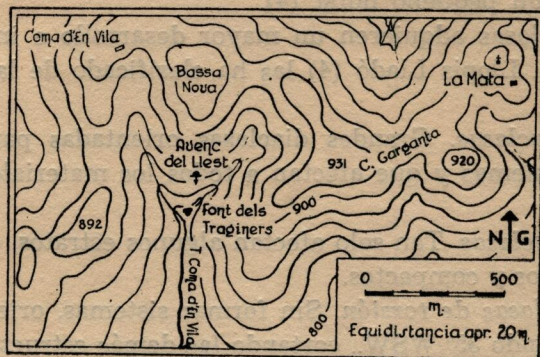 Coma d'En Vila
Bassa
Nova
La Mata
Avenc
del Llest
931
C. Garganta
920
900
892
Font dels
Traginers
T. Coma d'En Vila
800
N G
0 500
m.
Equidistancia apr. 20 m.